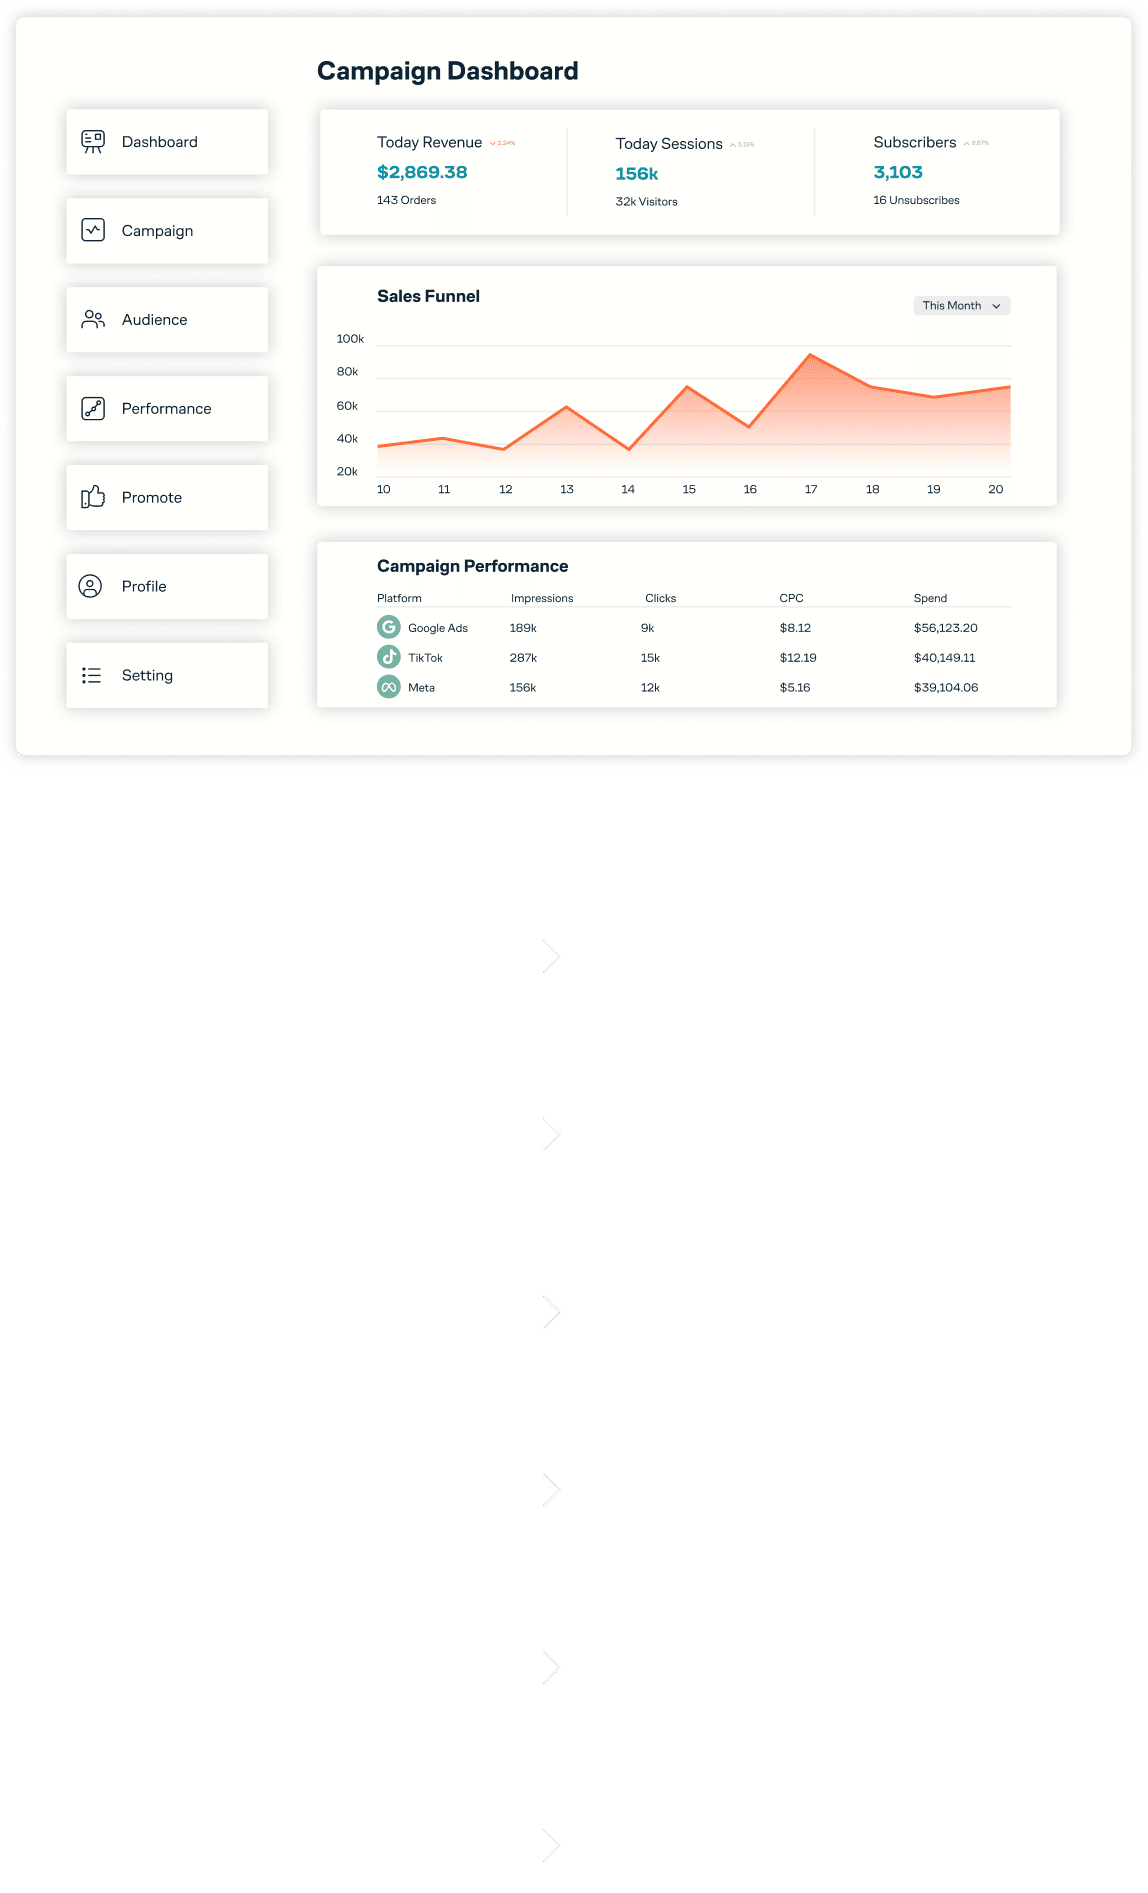 Campaign Dashboard
Dashboard
Campaign
Audience
Performance
Promote
Profile
Setting
Today Revenue 2.24%
$2,869.38
143 Orders
Today Sessions 3.15%
156k
32k Visitors
Subscribers 0.67%
3,103
16 Unsubscribes
Sales Funnel
This Month
100k
80k
60k
40k
20k
10 11 12 13 14 15 16 17 18 19 20
Campaign Performance
Platform Impressions Clicks CPC Spend
Google Ads 189k 9k $8.12 $56,123.20
TikTok 287k 15k $12.19 $40,149.11
Meta 156k 12k $5.16 $39,104.06